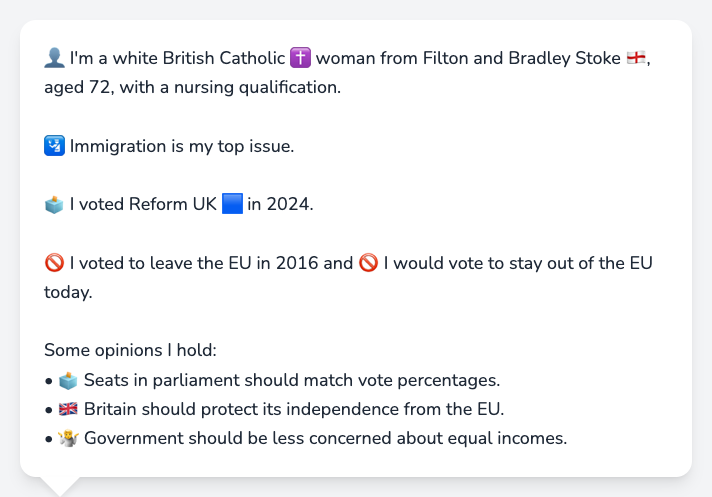 👤 I'm a white British Catholic ✝️ woman from Filton and Bradley Stoke 🏴󠁧󠁢󠁥󠁮󠁧󠁿,
aged 72, with a nursing qualification.
🛂 Immigration is my top issue.
🗳️ I voted Reform UK 🟦 in 2024.
🚫 I voted to leave the EU in 2016 and 🚫 I would vote to stay out of the EU
today.
Some opinions I hold:
• 🗳️ Seats in parliament should match vote percentages.
• 🇬🇧 Britain should protect its independence from the EU.
• 🤷 Government should be less concerned about equal incomes.